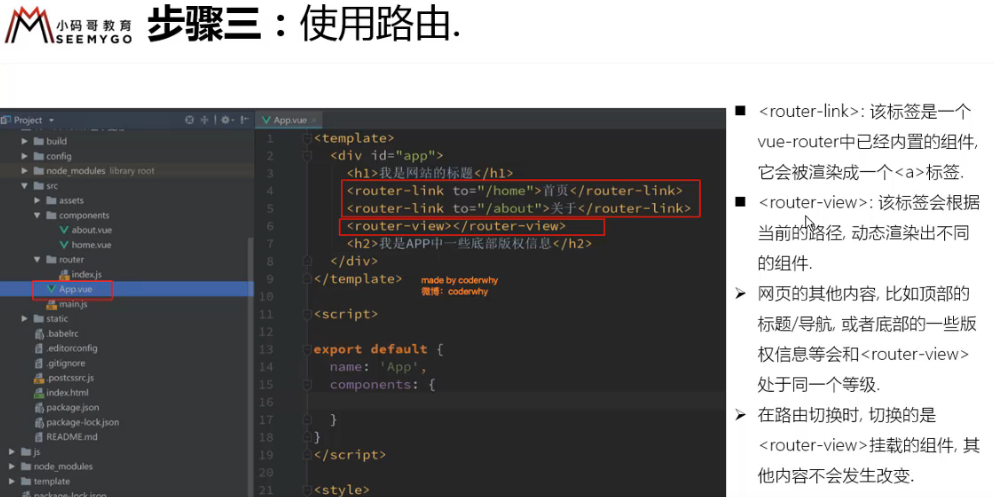 小码哥教育
SEEMYGO
步骤三：使用路由.
Project
App.vue
build
config
node_modules library root
src
assets
components
about.vue
home.vue
router
index.js
App.vue
main.js
static
.babelrc
.editorconfig
.gitignore
.postcssrc.js
index.html
package.json
package-lock.json
README.md
js
node_modules
template
package-lock.json
1 <template>
2 <div id="app">
3 <h1>我是网站的标题</h1>
4 <router-link to="/home">首页</router-link>
5 <router-link to="/about">关于</router-link>
6 <router-view></router-view>
7 <h2>我是APP中一些底部版权信息</h2>
8 </div>
9 </template>
10
11 <script>
12
13 export default {
14 name: 'App',
15 components: {
16
17 }
18 }
19 </script>
20
21 <style>
made by coderwhy
微博：coderwhy
■ <router-link>: 该标签是一个
vue-router中已经内置的组件,
它会被渲染成一个<a>标签.
■ <router-view>: 该标签会根据
当前的路径, 动态渲染出不同
的组件.
➢ 网页的其他内容, 比如顶部的
标题/导航, 或者底部的一些版
权信息等会和<router-view>
处于同一个等级.
➢ 在路由切换时, 切换的是
<router-view>挂载的组件, 其
他内容不会发生改变.